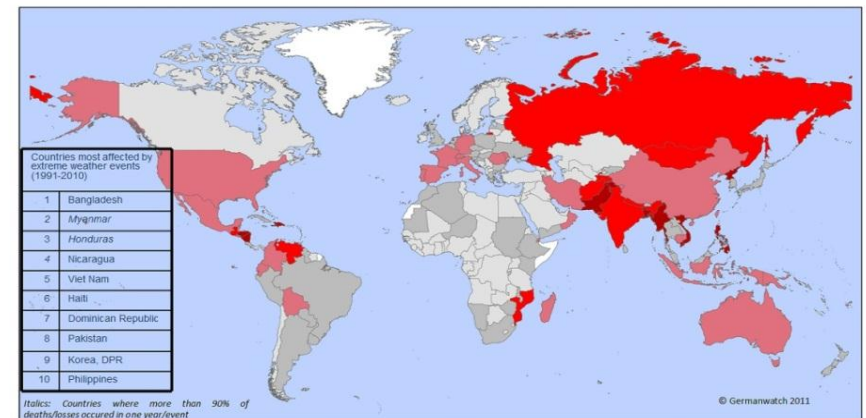 Countries most affected by
extreme weather events
(1991-2010)
1 Bangladesh
2 Myanmar
3 Honduras
4 Nicaragua
5 Viet Nam
6 Haiti
7 Dominican Republic
8 Pakistan
9 Korea, DPR
10 Philippines
Italics: Countries where more than 90% of
deaths/losses occured in one year/event
© Germanwatch 2011